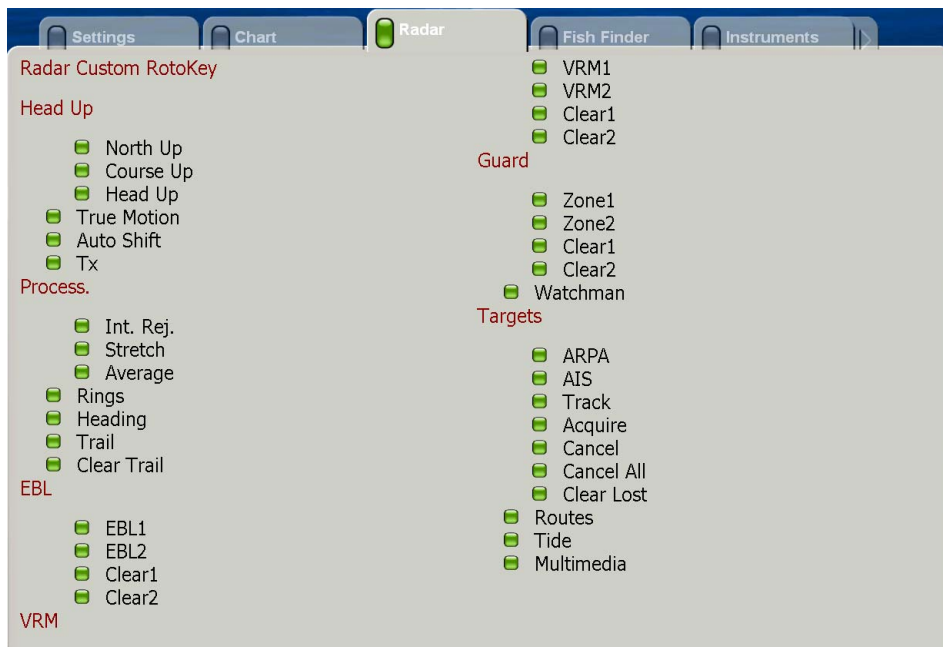 Settings
Chart
Radar
Fish Finder
Instruments
Radar Custom RotoKey
Head Up
North Up
Course Up
Head Up
True Motion
Auto Shift
Tx
Process.
Int. Rej.
Stretch
Average
Rings
Heading
Trail
Clear Trail
EBL
EBL1
EBL2
Clear1
Clear2
VRM
VRM1
VRM2
Clear1
Clear2
Guard
Zone1
Zone2
Clear1
Clear2
Watchman
Targets
ARPA
AIS
Track
Acquire
Cancel
Cancel All
Clear Lost
Routes
Tide
Multimedia